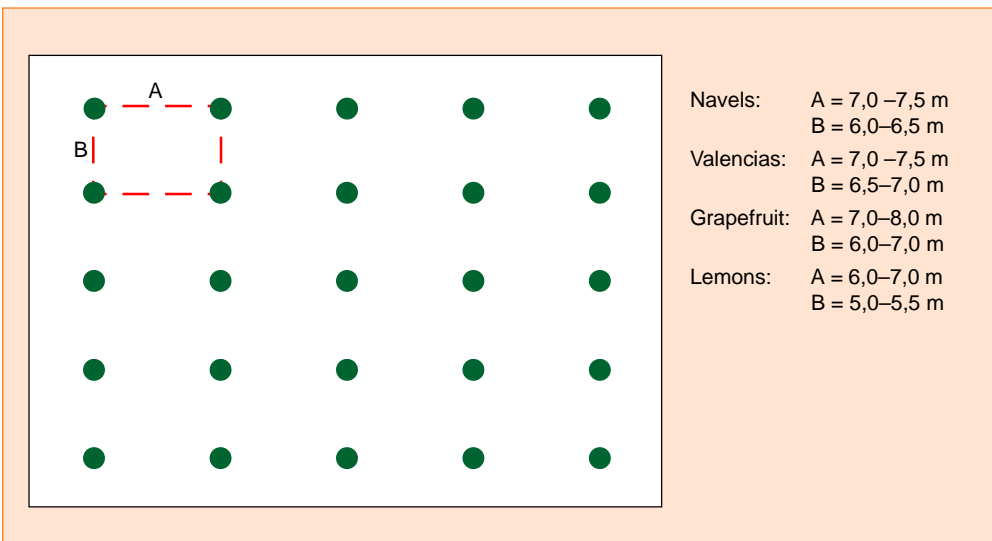 A
B
Navels: A = 7,0 –7,5 m
B = 6,0–6,5 m
Valencias: A = 7,0 –7,5 m
B = 6,5–7,0 m
Grapefruit: A = 7,0–8,0 m
B = 6,0–7,0 m
Lemons: A = 6,0–7,0 m
B = 5,0–5,5 m